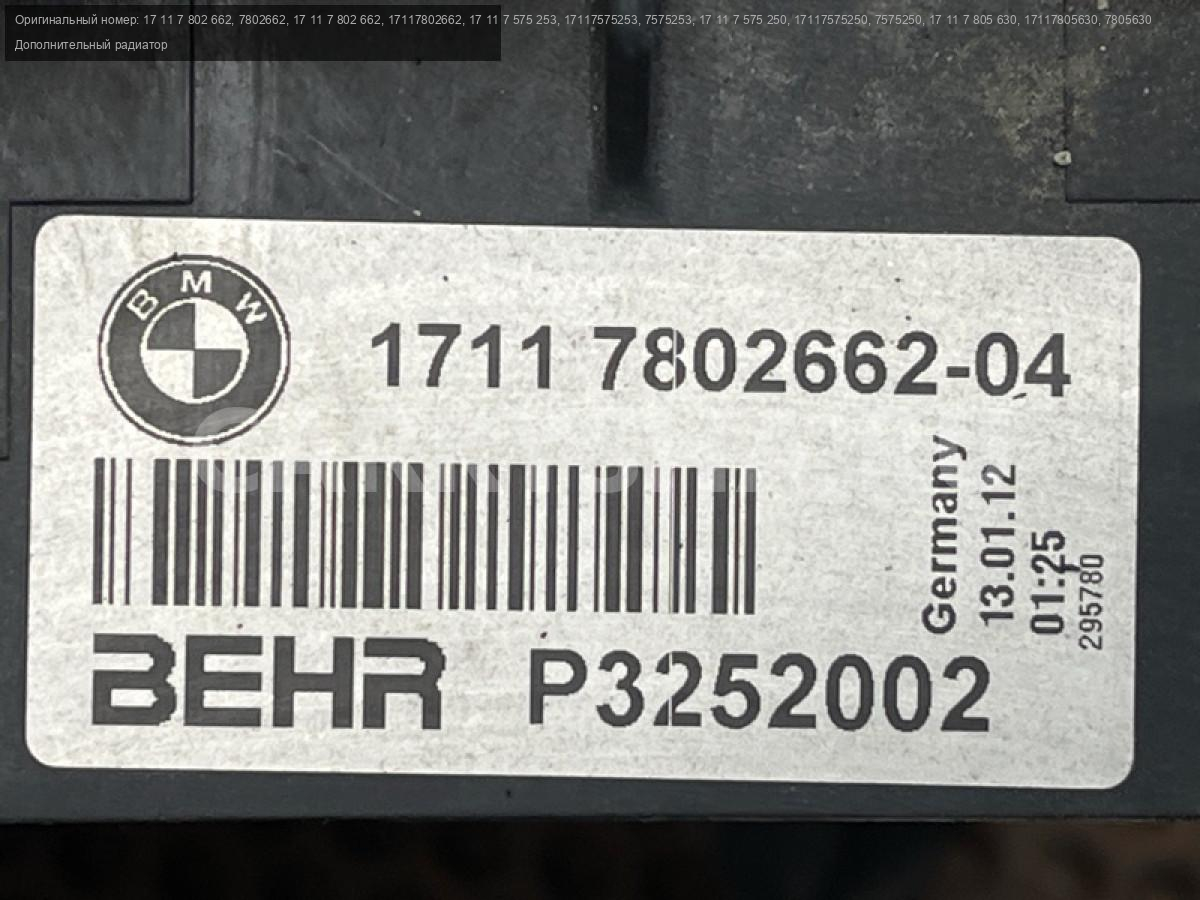 Оригинальный номер: 17 11 7 802 662, 7802662, 17 11 7 802 662, 17117802662, 17 11 7 575 253, 17117575253, 7575253, 17 11 7 575 250, 17117575250, 7575250, 17 11 7 805 630, 17117805630, 7805630
Дополнительный радиатор
BMW
1711 7802662-04
Germany
13.01.12
01:25
295780
BEHR P3252002